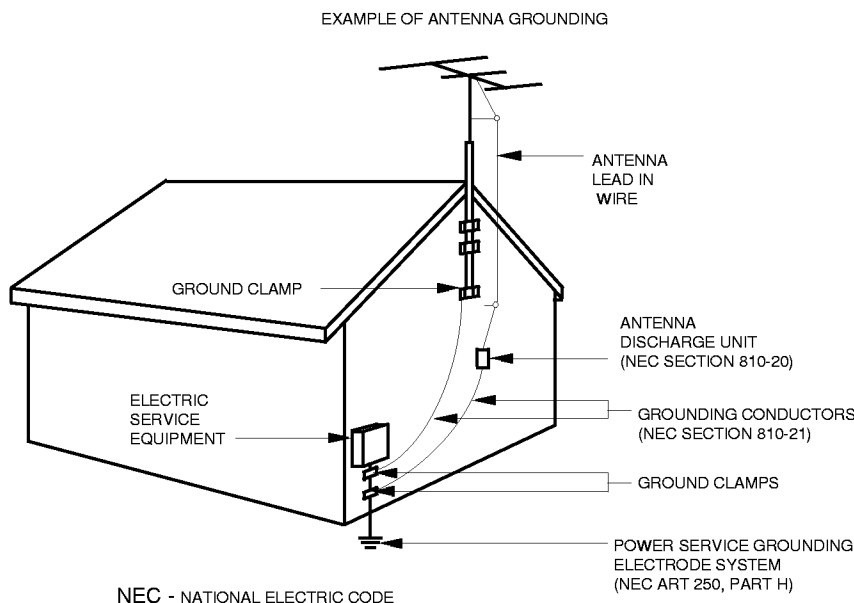 EXAMPLE OF ANTENNA GROUNDING
ANTENNA
LEAD IN
WIRE
GROUND CLAMP
ANTENNA
DISCHARGE UNIT
(NEC SECTION 810-20)
ELECTRIC
SERVICE
EQUIPMENT
GROUNDING CONDUCTORS
(NEC SECTION 810-21)
GROUND CLAMPS
POWER SERVICE GROUNDING
ELECTRODE SYSTEM
(NEC ART 250, PART H)
NEC - NATIONAL ELECTRIC CODE